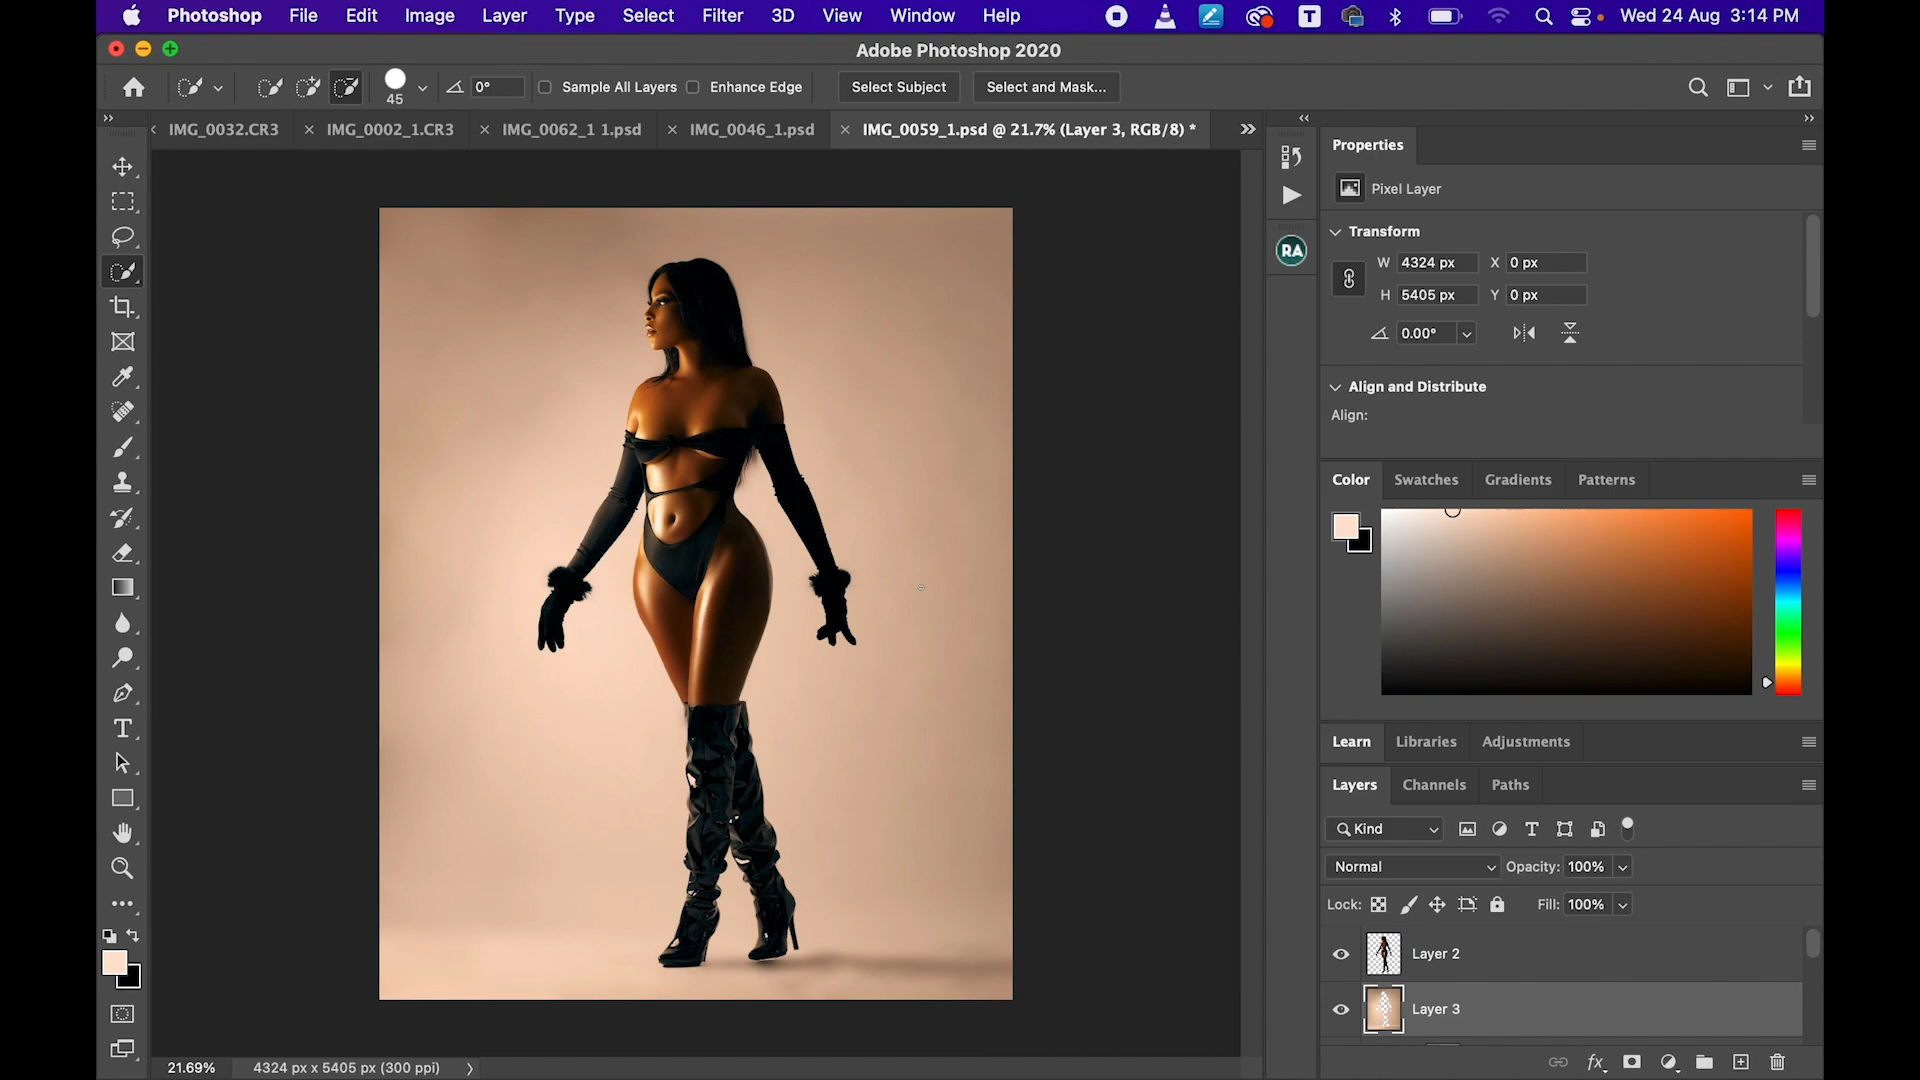 Photoshop File Edit Image Layer Type Select Filter 3D View Window Help T Wed 24 Aug 3:14 PM
Adobe Photoshop 2020
45 0° Sample All Layers Enhance Edge Select Subject Select and Mask...
IMG_0032.CR3 × IMG_0002_1.CR3 × IMG_0062_1 1.psd × IMG_0046_1.psd × IMG_0059_1.psd @ 21.7% (Layer 3, RGB/8) *
Properties
Pixel Layer
Transform
W 4324 px X 0 px
RA
H 5405 px Y 0 px
0.00°
Align and Distribute
Align:
Color Swatches Gradients Patterns
Learn Libraries Adjustments
Layers Channels Paths
Kind
Normal Opacity: 100%
Lock: Fill: 100%
Layer 2
Layer 3
fx
21.69% 4324 px x 5405 px (300 ppi)